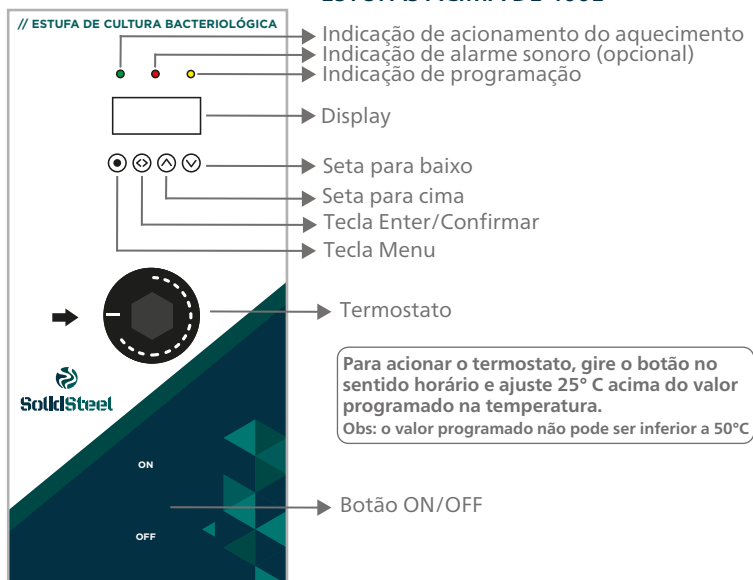 // ESTUFA DE CULTURA BACTERIOLÓGICA
Indicação de acionamento do aquecimento
Indicação de alarme sonoro (opcional)
Indicação de programação
Display
Seta para baixo
Seta para cima
Tecla Enter/Confirmar
Tecla Menu
Termostato
Para acionar o termostato, gire o botão no
sentido horário e ajuste 25° C acima do valor
programado na temperatura.
Obs: o valor programado não pode ser inferior a 50°C
SolidSteel
ON
Botão ON/OFF
OFF